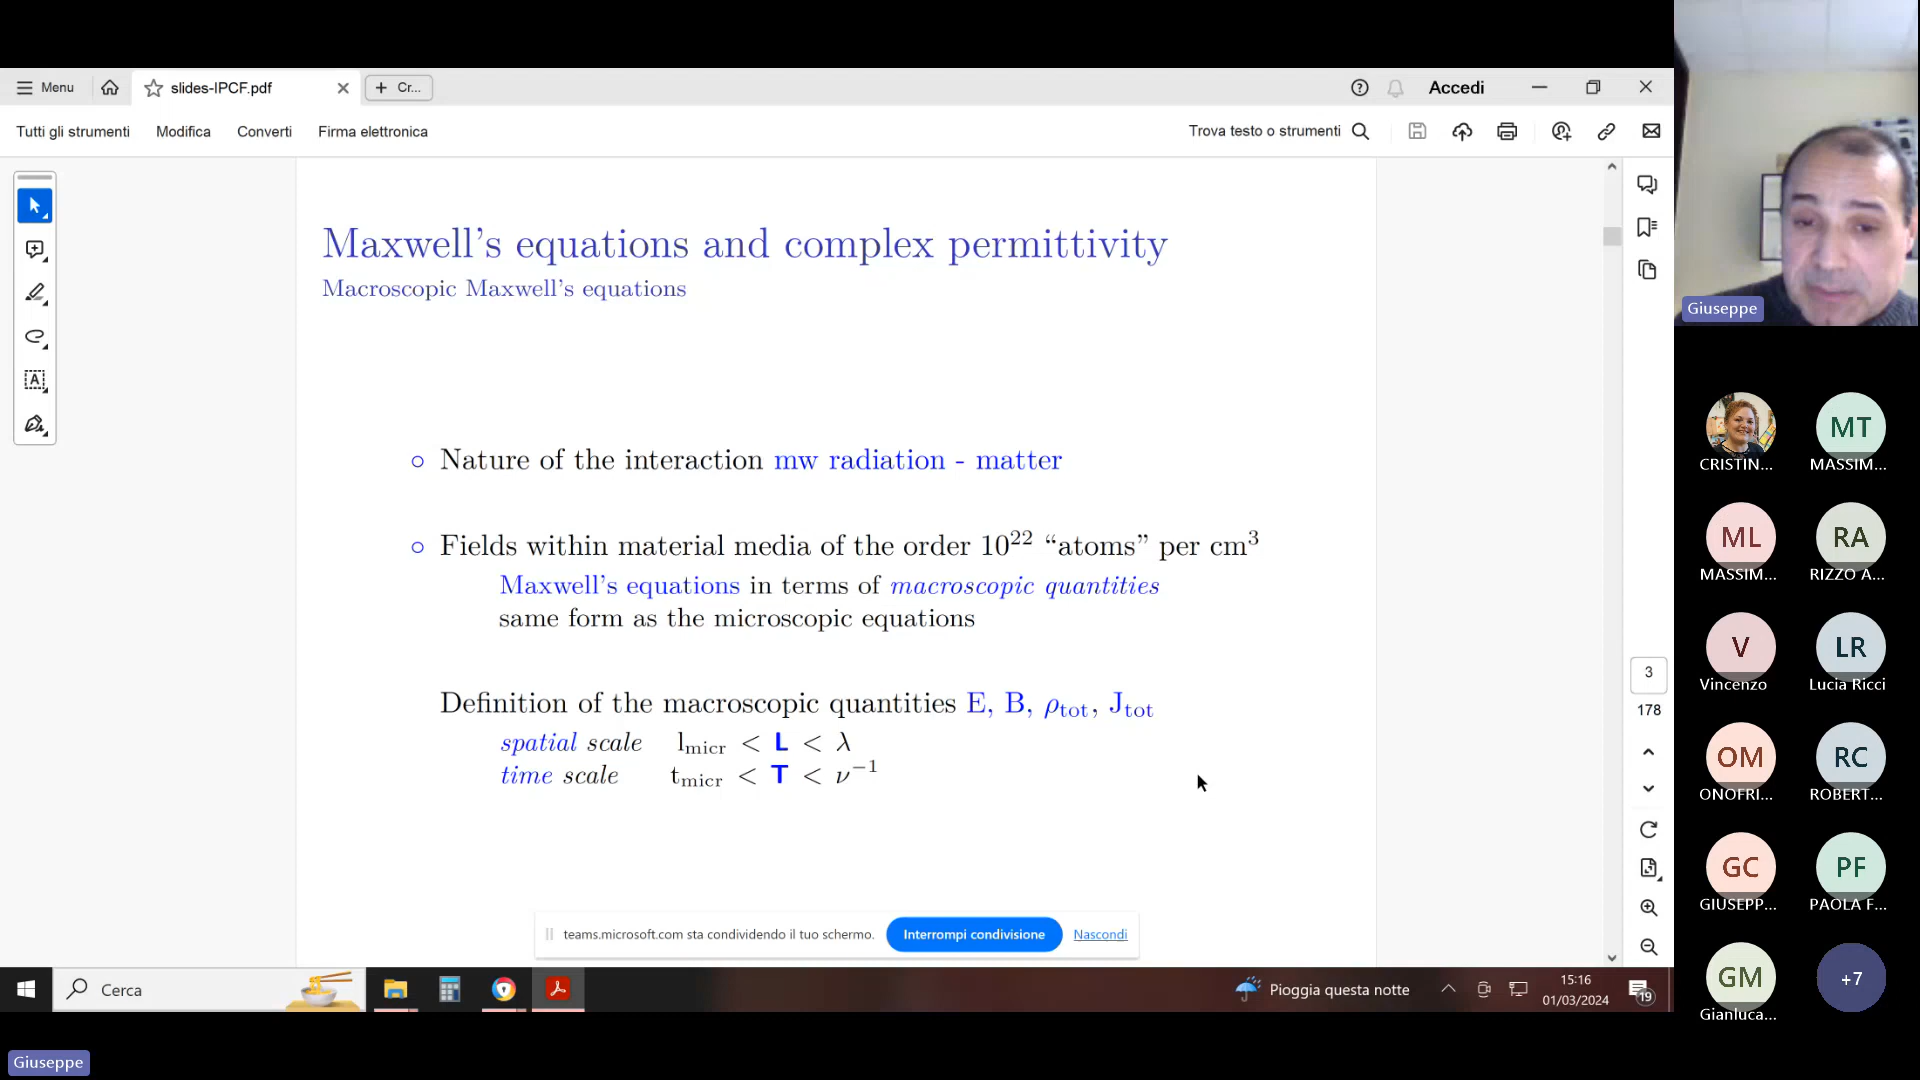 Menu
slides-IPCF.pdf
Cr...
Accedi
Tutti gli strumenti
Modifica
Converti
Firma elettronica
Trova testo o strumenti
Maxwell's equations and complex permittivity
Macroscopic Maxwell's equations
Nature of the interaction mw radiation - matter
Fields within material media of the order 10²² “atoms” per cm³
Maxwell's equations in terms of macroscopic quantities
same form as the microscopic equations
Definition of the macroscopic quantities E, B, ρtot, Jtot
spatial scale lmicr < L < λ
time scale tmicr < T < ν⁻¹
3
178
teams.microsoft.com sta condividendo il tuo schermo.
Interrompi condivisione
Nascondi
Cerca
Pioggia questa notte
15:16
01/03/2024
19
Giuseppe
Giuseppe
CRISTIN...
MT
MASSIM...
ML
MASSIM...
RA
RIZZO A...
V
Vincenzo
LR
Lucia Ricci
OM
ONOFRI...
RC
ROBERT...
GC
GIUSEPP...
PF
PAOLA F...
GM
Gianluca...
+7